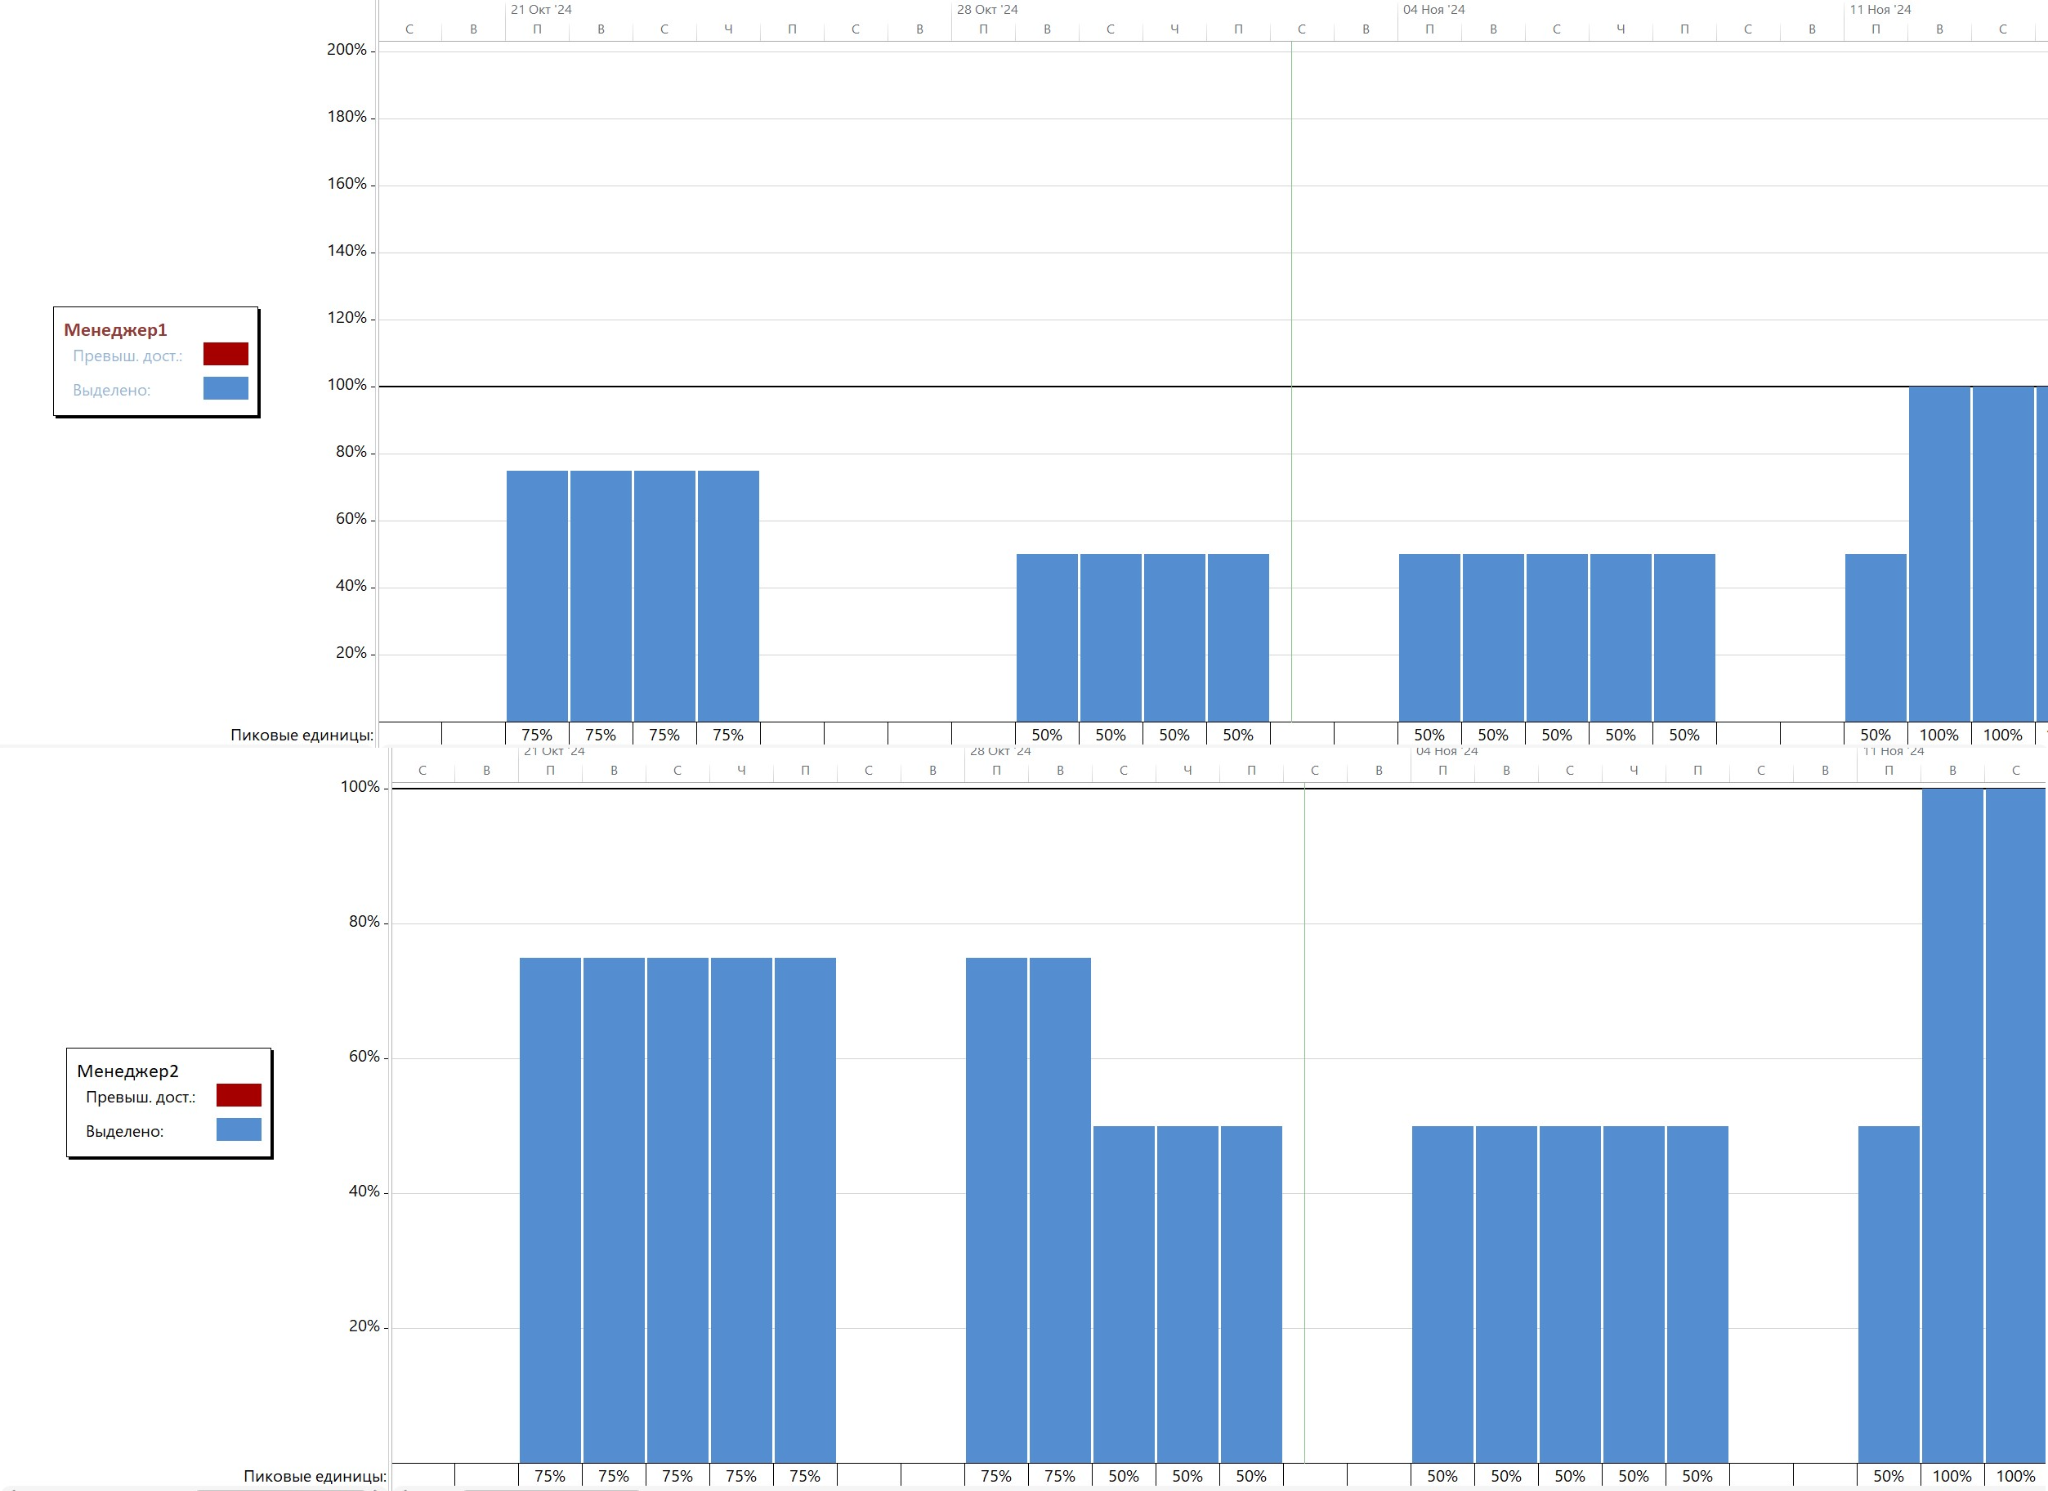 21 Окт '24 28 Окт '24 04 Ноя '24 11 Ноя '24
С В П В С Ч П С В П В С Ч П С В П В С Ч П С В П В С
200%
180%
160%
140%
120%
100%
80%
60%
40%
20%
Менеджер1
Превыш. дост.:
Выделено:
Пиковые единицы: 75% 75% 75% 75% 50% 50% 50% 50% 50% 50% 50% 50% 50% 50% 100% 100%
21 Окт '24 28 Окт '24 04 Ноя '24 11 Ноя '24
С В П В С Ч П С В П В С Ч П С В П В С Ч П С В П В С
100%
80%
60%
40%
20%
Менеджер2
Превыш. дост.:
Выделено:
Пиковые единицы: 75% 75% 75% 75% 75% 75% 75% 50% 50% 50% 50% 50% 50% 50% 50% 50% 100% 100%